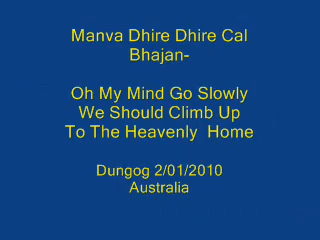 Manva Dhire Dhire Cal
Bhajan-
Oh My Mind Go Slowly
We Should Climb Up
To The Heavenly Home
Dungog 2/01/2010
Australia